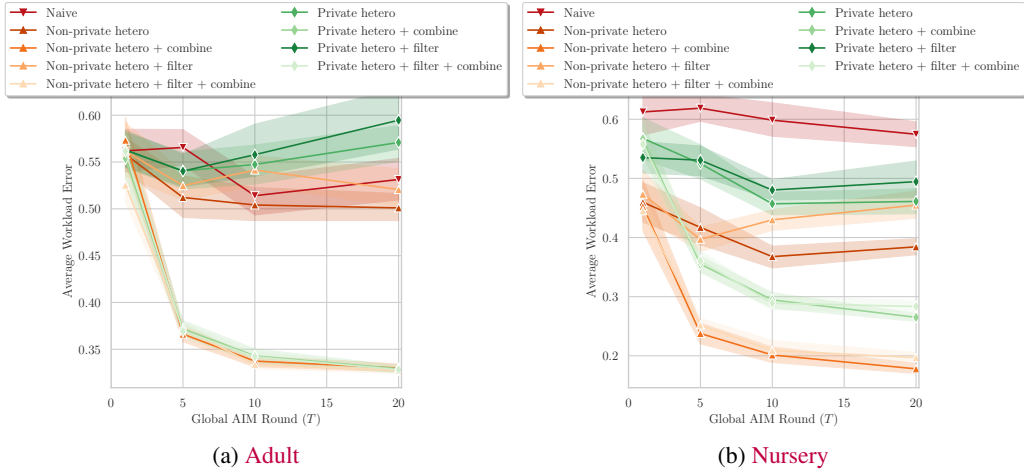 Naive
Non-private hetero
Non-private hetero + combine
Non-private hetero + filter
Non-private hetero + filter + combine
Private hetero
Private hetero + combine
Private hetero + filter
Private hetero + filter + combine
Average Workload Error
0.60
0.55
0.50
0.45
0.40
0.35
0
5
10
15
20
Global AIM Round (T)
(a) Adult
Naive
Non-private hetero
Non-private hetero + combine
Non-private hetero + filter
Non-private hetero + filter + combine
Private hetero
Private hetero + combine
Private hetero + filter
Private hetero + filter + combine
Average Workload Error
0.6
0.5
0.4
0.3
0.2
0
5
10
15
20
Global AIM Round (T)
(b) Nursery